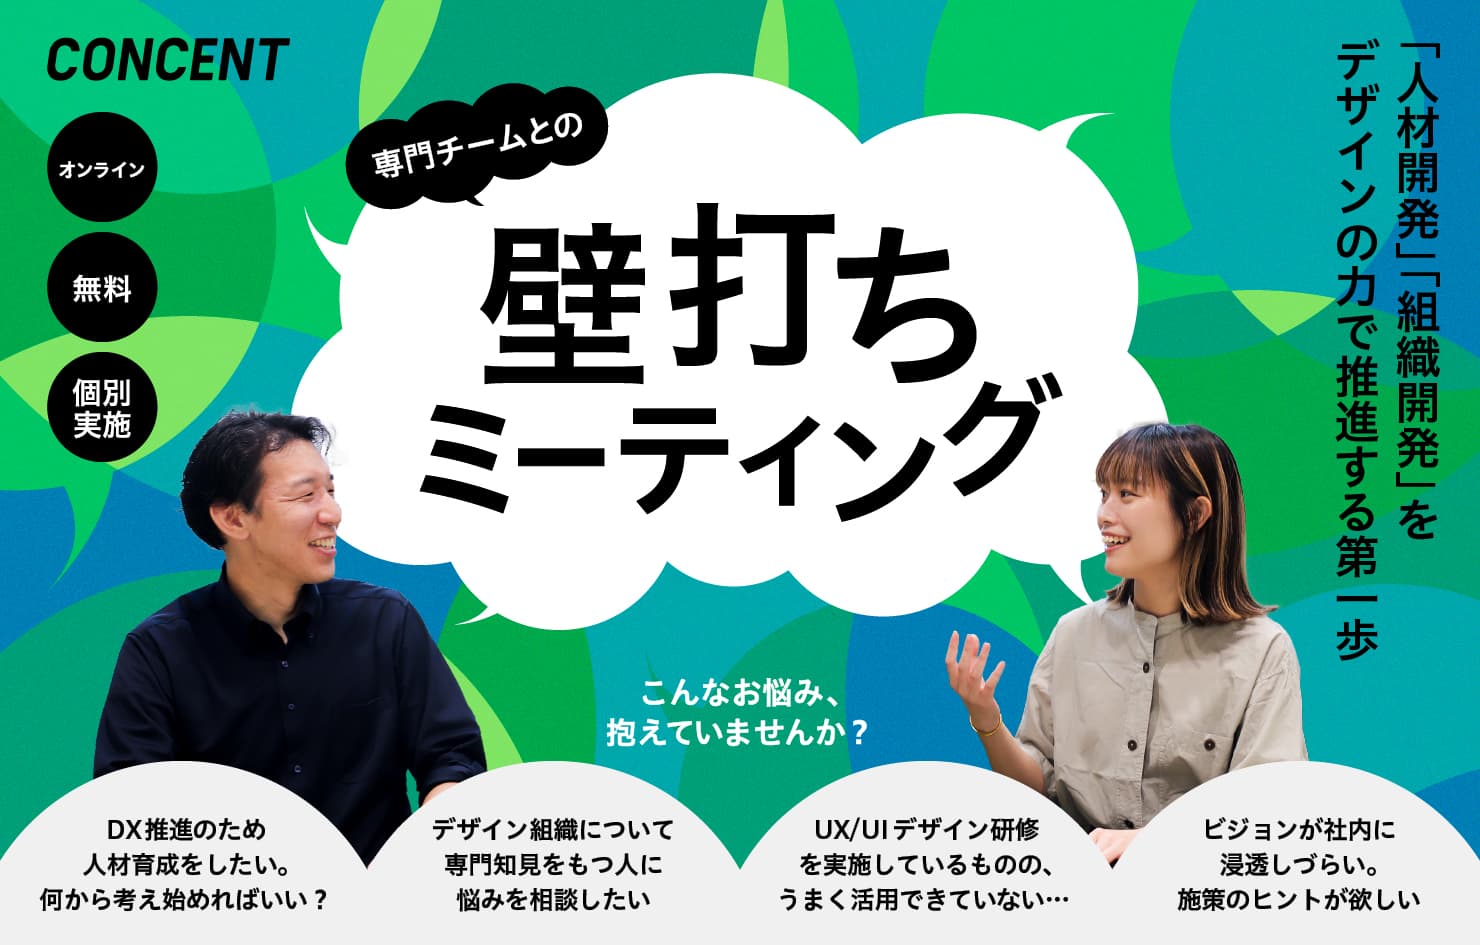 CONCENT
オンライン
無料
個別
実施
専門チームとの
壁打ち
ミーティング
「人材開発」「組織開発」を
デザインの力で推進する第一歩
こんなお悩み、
抱えていませんか？
DX推進のため
人材育成をしたい。
何から考え始めればいい？
デザイン組織について
専門知見をもつ人に
悩みを相談したい
UX/UIデザイン研修
を実施しているものの、
うまく活用できていない…
ビジョンが社内に
浸透しづらい。
施策のヒントが欲しい